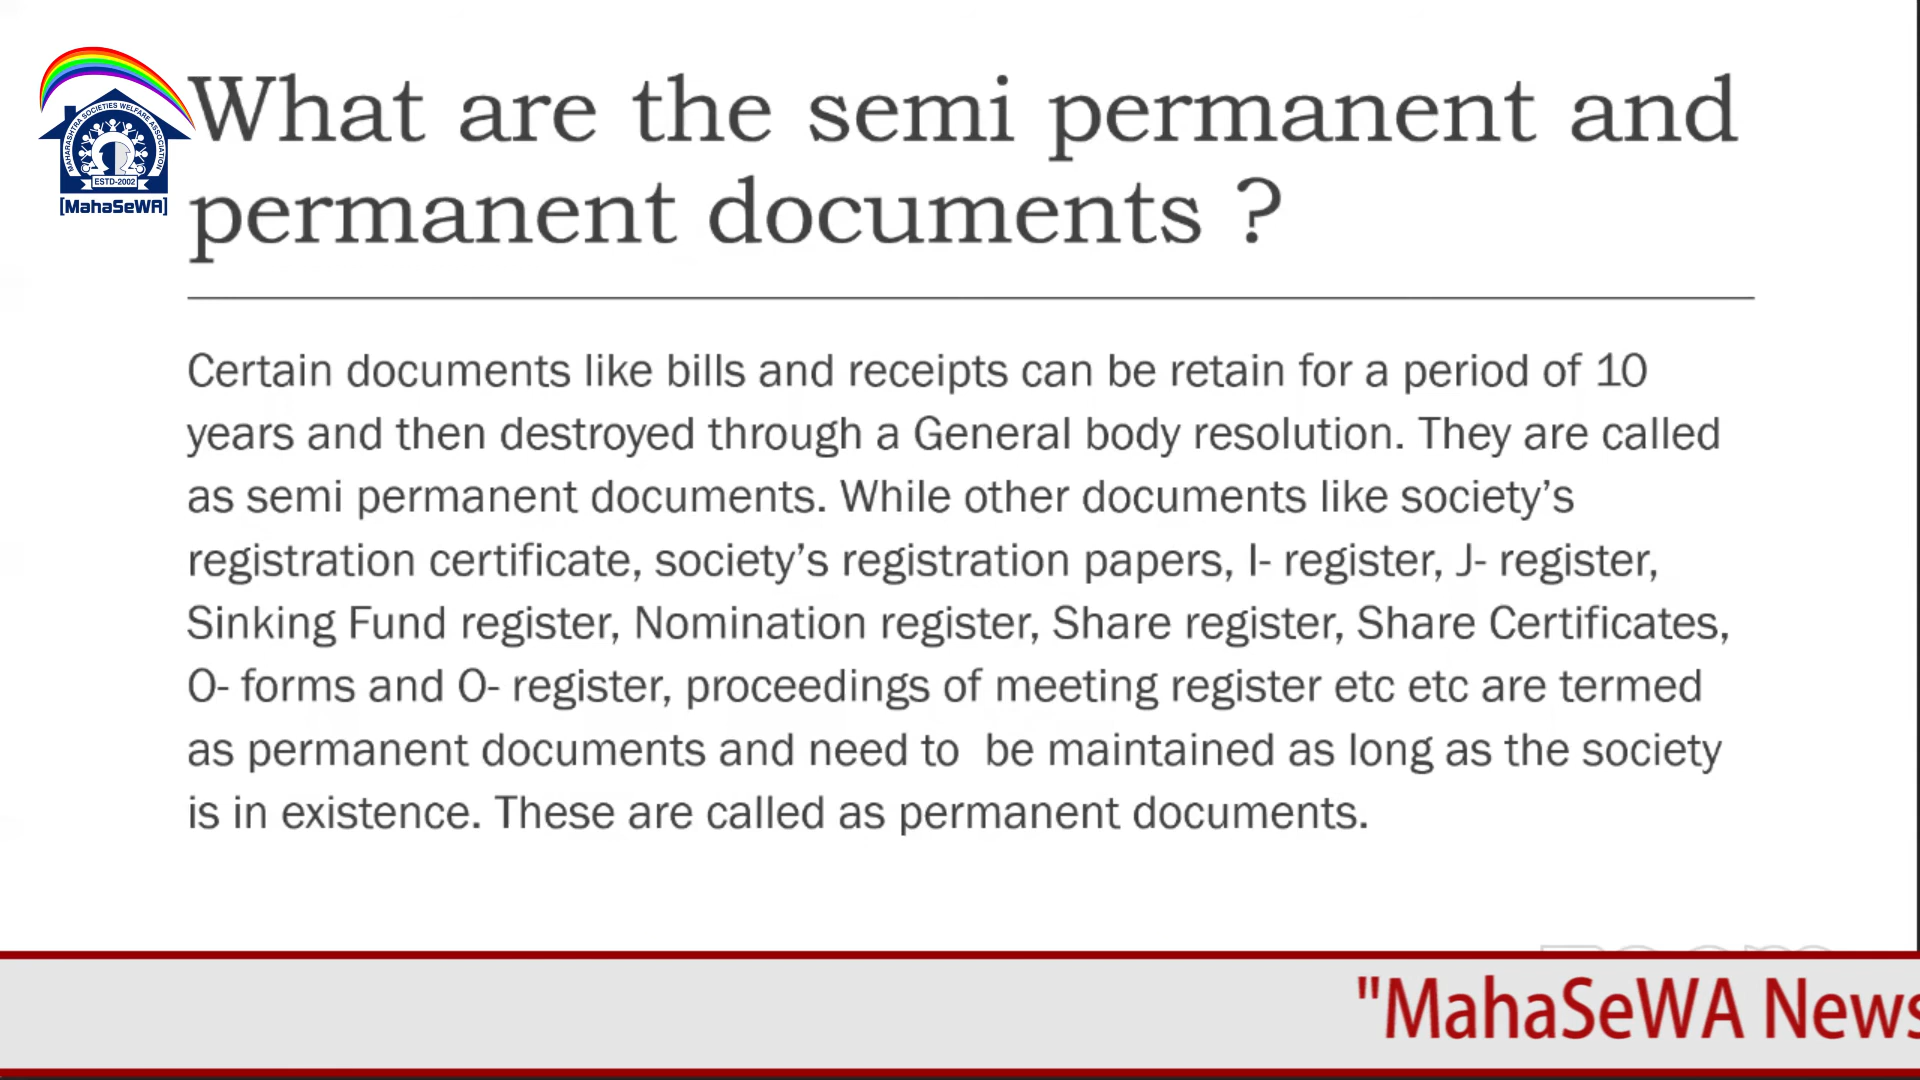 What are the semi permanent and
permanent documents ?
MAHARASHTRA SOCIETIES WELFARE ASSOCIATION
ESTD-2002
[MahaSeWA]
Certain documents like bills and receipts can be retain for a period of 10
years and then destroyed through a General body resolution. They are called
as semi permanent documents. While other documents like society’s
registration certificate, society’s registration papers, I- register, J- register,
Sinking Fund register, Nomination register, Share register, Share Certificates,
O- forms and O- register, proceedings of meeting register etc etc are termed
as permanent documents and need to  be maintained as long as the society
is in existence. These are called as permanent documents.
zoom
"MahaSeWA News